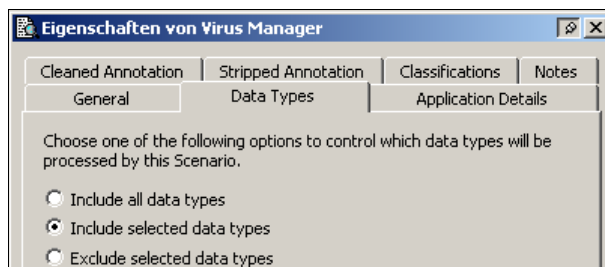 Eigenschaften von Virus Manager
Cleaned Annotation Stripped Annotation Classifications Notes
General Data Types Application Details
Choose one of the following options to control which data types will be
processed by this Scenario.
Include all data types
Include selected data types
Exclude selected data types